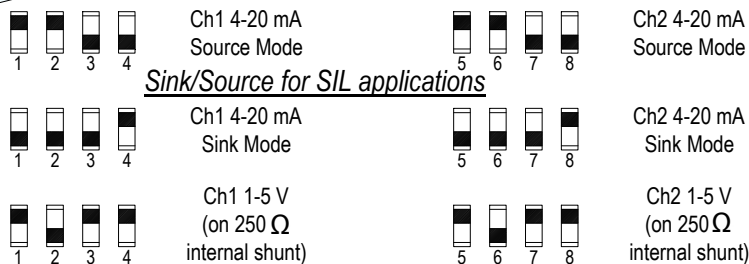 Ch1 4-20 mA
Source Mode
1 2 3 4
Ch2 4-20 mA
Source Mode
5 6 7 8
Sink/Source for SIL applications
Ch1 4-20 mA
Sink Mode
1 2 3 4
Ch2 4-20 mA
Sink Mode
5 6 7 8
Ch1 1-5 V
(on 250 Ω
internal shunt)
1 2 3 4
Ch2 1-5 V
(on 250 Ω
internal shunt)
5 6 7 8